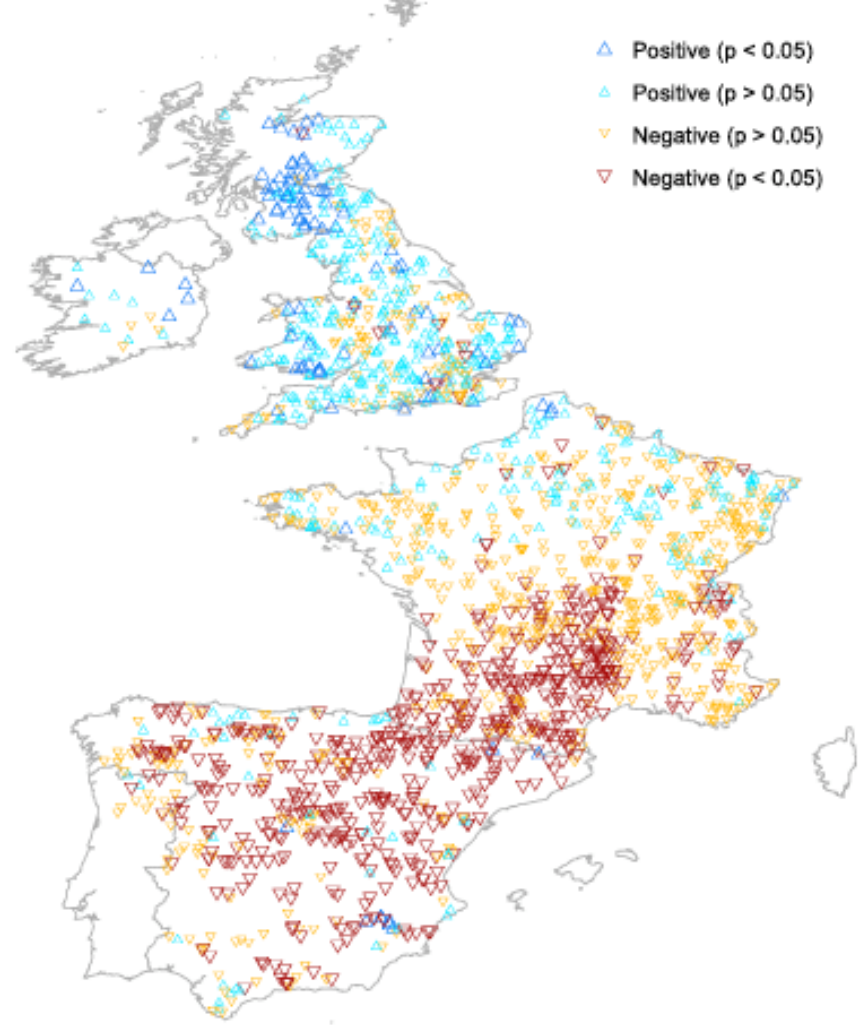 Positive (p < 0.05)
Positive (p > 0.05)
Negative (p > 0.05)
Negative (p < 0.05)